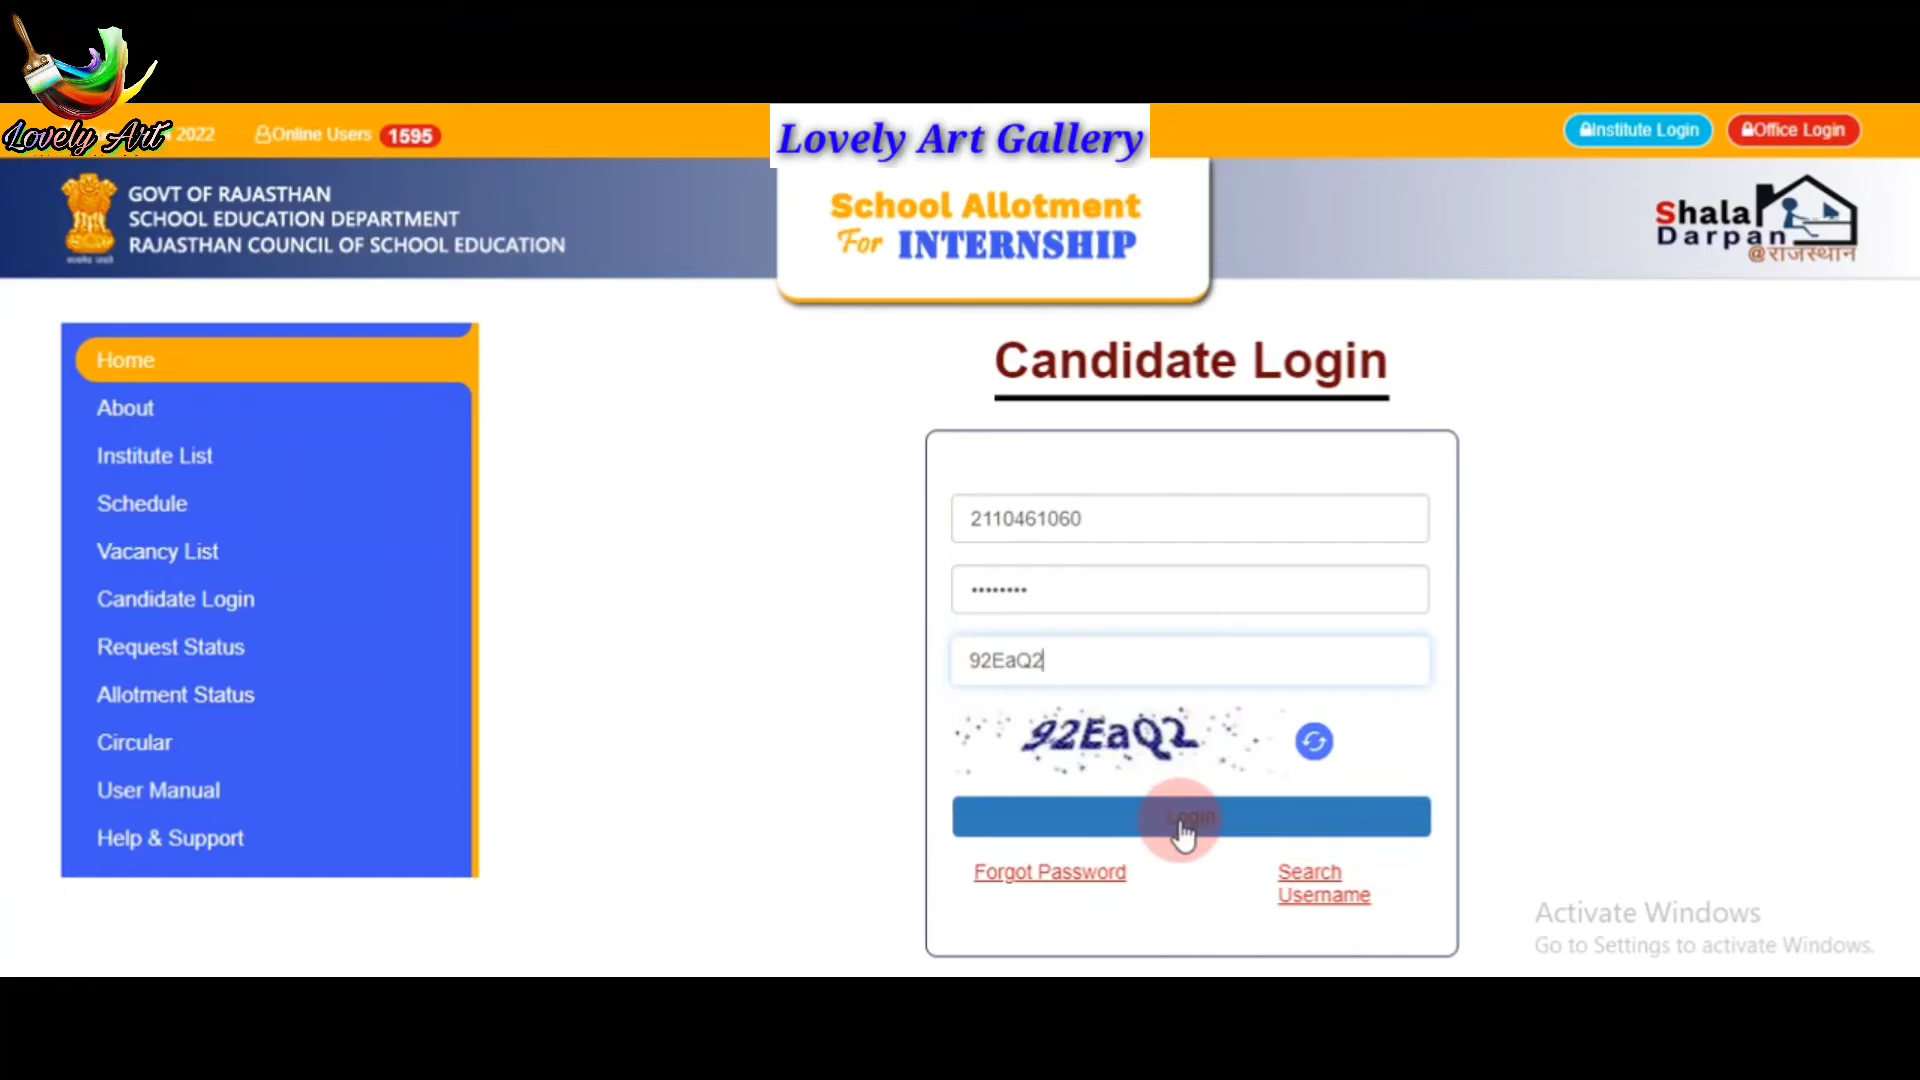 Lovely Art
2022
Online Users 1595
Lovely Art Gallery
Institute Login
Office Login
GOVT OF RAJASTHAN
SCHOOL EDUCATION DEPARTMENT
RAJASTHAN COUNCIL OF SCHOOL EDUCATION
School Allotment
For INTERNSHIP
Shala
Darpan
@राजस्थान
Home
About
Institute List
Schedule
Vacancy List
Candidate Login
Request Status
Allotment Status
Circular
User Manual
Help & Support
Candidate Login
2110461060
••••••••
92EaQ2
92EaQ2
Login
Forgot Password
Search
Username
Activate Windows
Go to Settings to activate Windows.